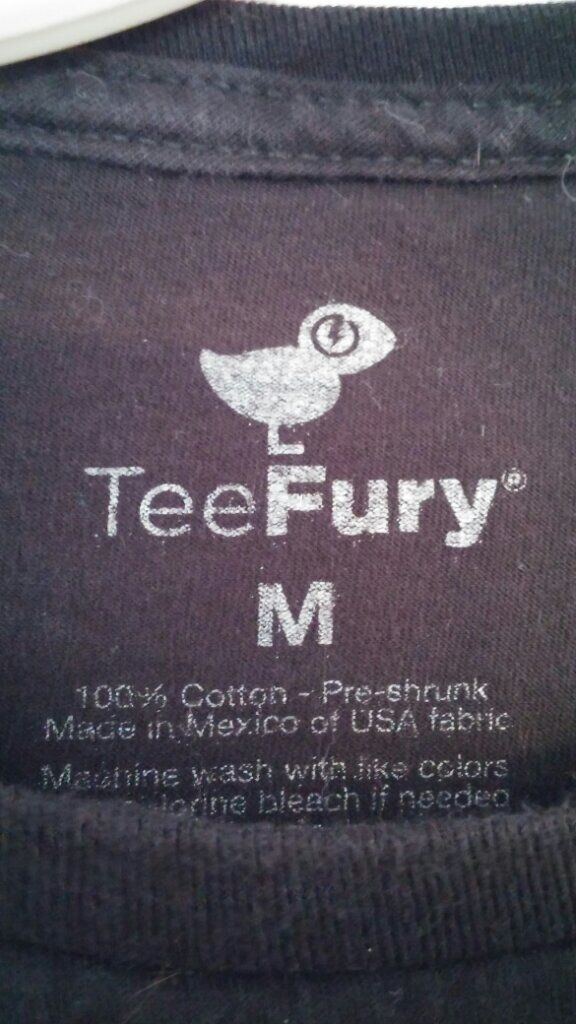 TeeFury®
M
100% Cotton - Pre-shrunk
Made in Mexico of USA fabric
Machine wash with like colors
bleach if needed